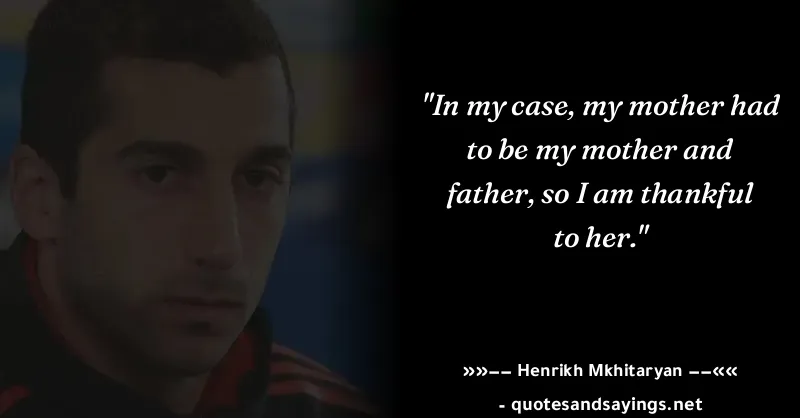 "In my case, my mother had
to be my mother and
father, so I am thankful
to her."
»»–– Henrikh Mkhitaryan ––««
- quotesandsayings.net